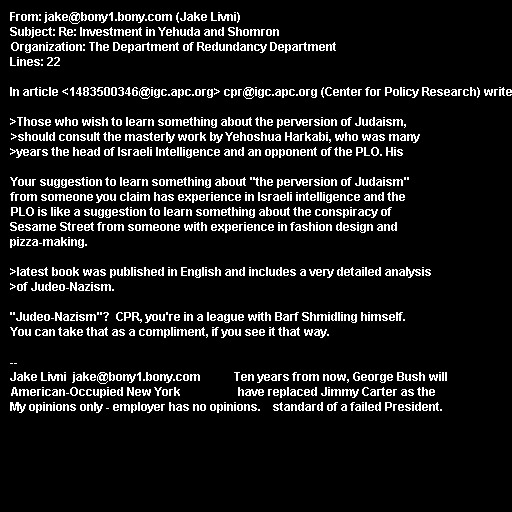 From: jake@bony1.bony.com (Jake Livni)
Subject: Re: Investment in Yehuda and Shomron
Organization: The Department of Redundancy Department
Lines: 22
In article <1483500346@igc.apc.org> cpr@igc.apc.org (Center for Policy Research) write
>Those who wish to learn something about the perversion of Judaism,
>should consult the masterly work by Yehoshua Harkabi, who was many
>years the head of Israeli Intelligence and an opponent of the PLO. His
Your suggestion to learn something about "the perversion of Judaism"
from someone you claim has experience in Israeli intelligence and the
PLO is like a suggestion to learn something about the conspiracy of
Sesame Street from someone with experience in fashion design and
pizza-making.
>latest book was published in English and includes a very detailed analysis
>of Judeo-Nazism.
"Judeo-Nazism"?  CPR, you're in a league with Barf Shmidling himself.
You can take that as a compliment, if you see it that way.
--
Jake Livni  jake@bony1.bony.com          Ten years from now, George Bush will
American-Occupied New York                 have replaced Jimmy Carter as the
My opinions only - employer has no opinions.    standard of a failed President.